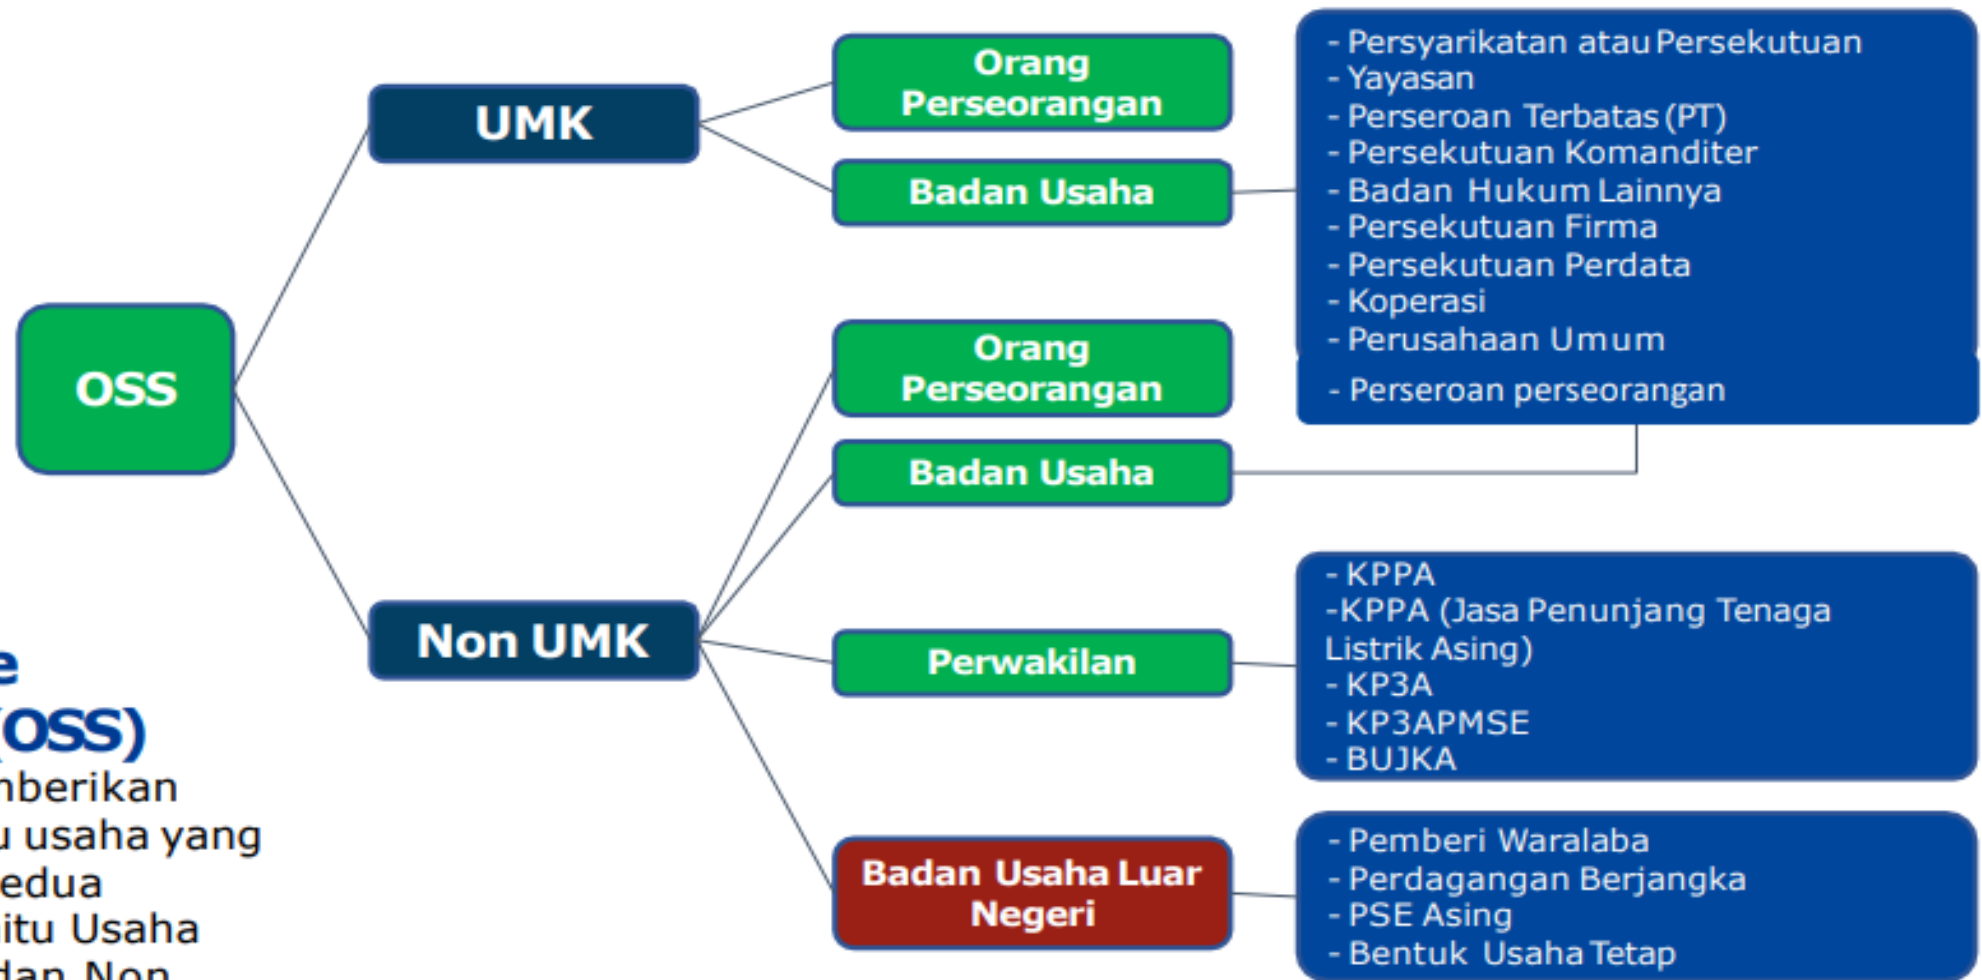 OSS
UMK
Non UMK
Orang
Perseorangan
Badan Usaha
Orang
Perseorangan
Badan Usaha
Perwakilan
Badan Usaha Luar
Negeri
- Persyarikatan atau Persekutuan
- Yayasan
- Perseroan Terbatas (PT)
- Persekutuan Komanditer
- Badan Hukum Lainnya
- Persekutuan Firma
- Persekutuan Perdata
- Koperasi
- Perusahaan Umum
- Perseroan perseorangan
- KPPA
-KPPA (Jasa Penunjang Tenaga
Listrik Asing)
- KP3A
- KP3APMSE
- BUJKA
- Pemberi Waralaba
- Perdagangan Berjangka
- PSE Asing
- Bentuk Usaha Tetap
e
(OSS)
nberikan
u usaha yang
edua
itu Usaha
dan Non